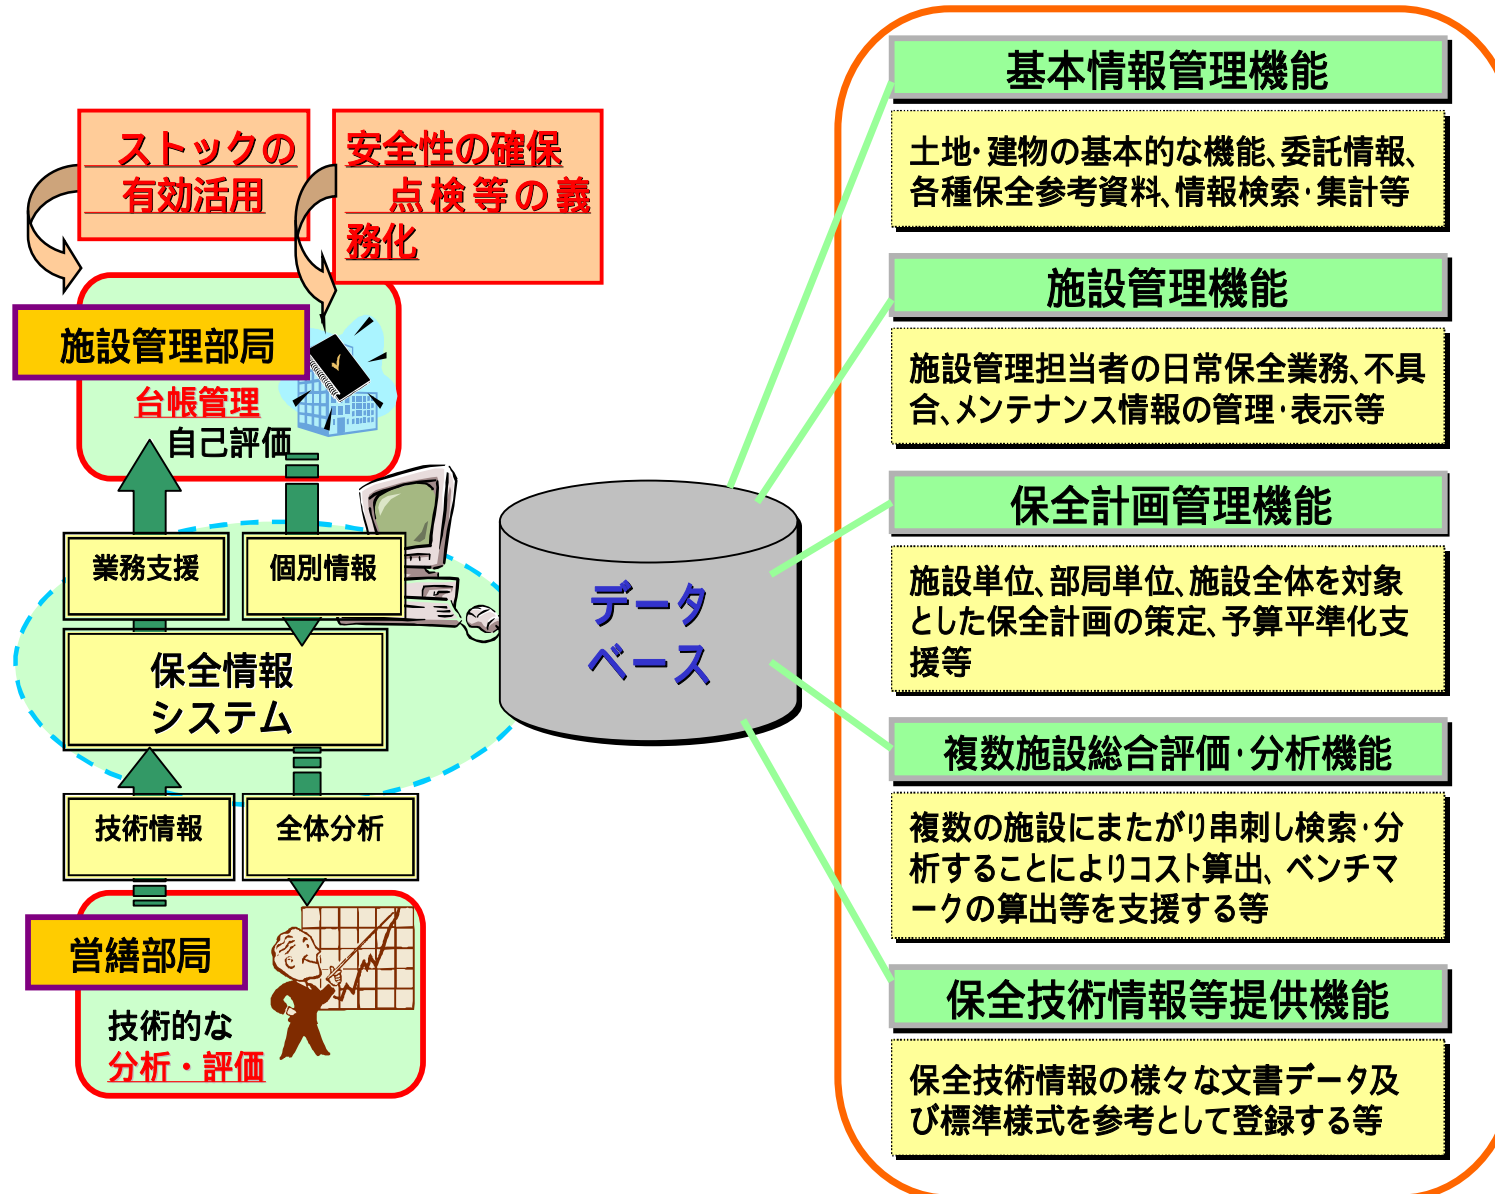 ストックの
有効活用
安全性の確保
点検等の義
務化
施設管理部局
台帳管理
自己評価
業務支援
個別情報
保全情報
システム
技術情報
全体分析
営繕部局
技術的な
分析・評価
データ
ベース
基本情報管理機能
土地・建物の基本的な機能、委託情報、
各種保全参考資料、情報検索・集計等
施設管理機能
施設管理担当者の日常保全業務、不具
合、メンテナンス情報の管理・表示等
保全計画管理機能
施設単位、部局単位、施設全体を対象
とした保全計画の策定、予算平準化支
援等
複数施設総合評価・分析機能
複数の施設にまたがり串刺し検索・分
析することによりコスト算出、ベンチマ
ークの算出等を支援する等
保全技術情報等提供機能
保全技術情報の様々な文書データ及
び標準様式を参考として登録する等